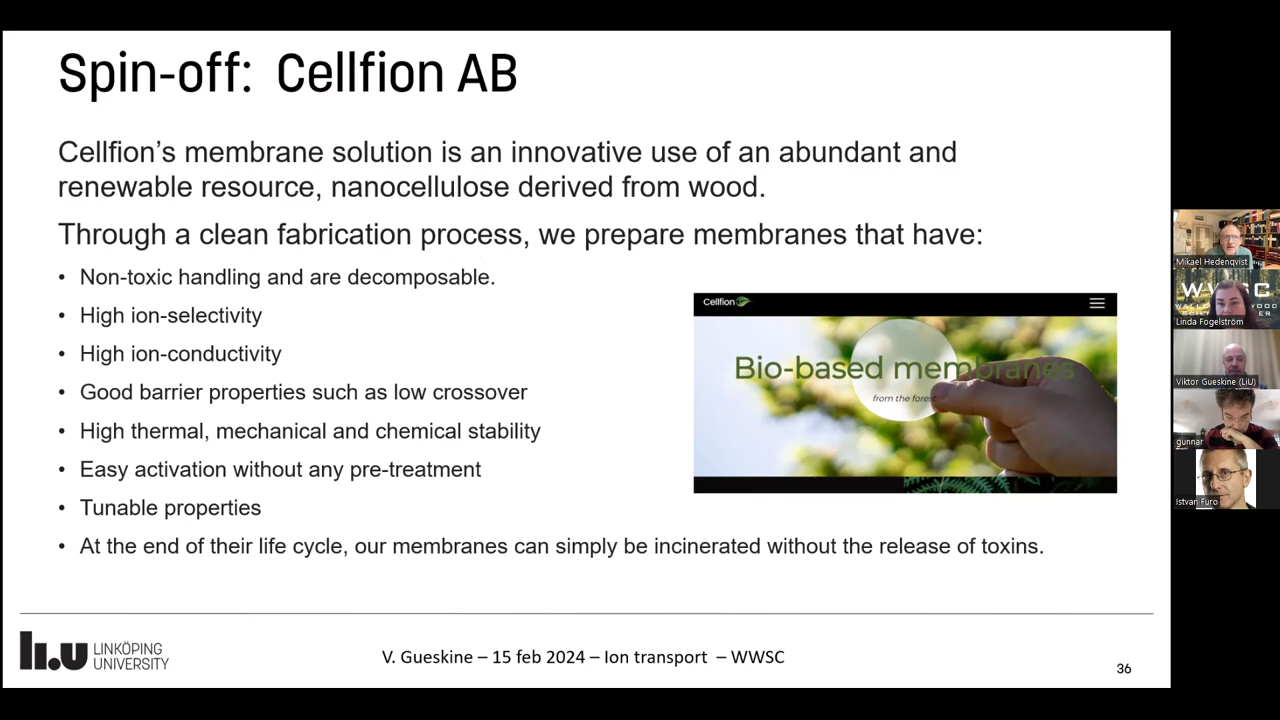 Spin-off: Cellfion AB
Cellfion’s membrane solution is an innovative use of an abundant and
renewable resource, nanocellulose derived from wood.
Through a clean fabrication process, we prepare membranes that have:
• Non-toxic handling and are decomposable.
• High ion-selectivity
• High ion-conductivity
• Good barrier properties such as low crossover
• High thermal, mechanical and chemical stability
• Easy activation without any pre-treatment
• Tunable properties
• At the end of their life cycle, our membranes can simply be incinerated without the release of toxins.
Cellfion
Bio-based membranes
from the forest
li.u LINKÖPING
UNIVERSITY
V. Gueskine – 15 feb 2024 – Ion transport – WWSC
36
Mikael Hedenqvist
WWSC
Linda Fogelström
Viktor Gueskine (LiU)
gunnar
Istvan Furo